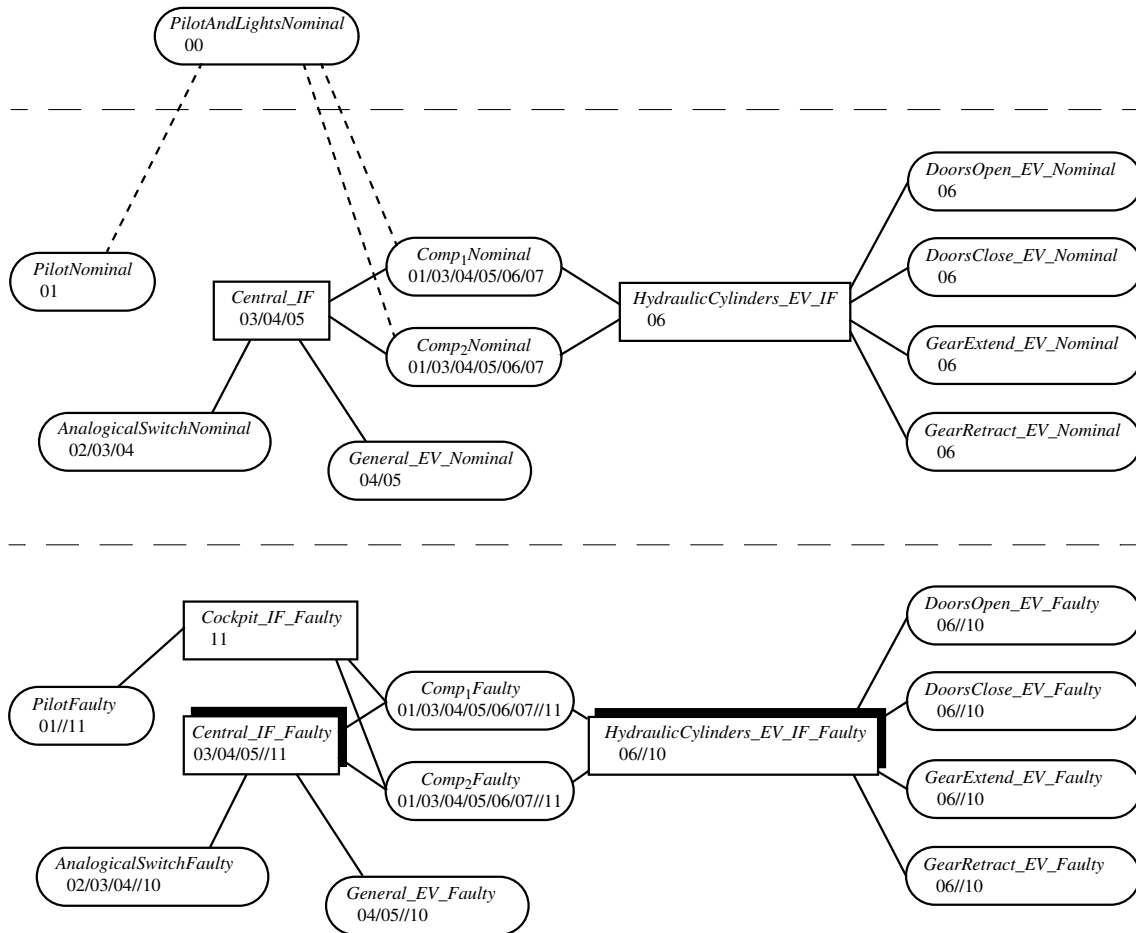 PilotAndLightsNominal
00
DoorsOpen_EV_Nominal
06
PilotNominal
01
Comp1Nominal
01/03/04/05/06/07
DoorsClose_EV_Nominal
06
Central_IF
03/04/05
HydraulicCylinders_EV_IF
06
Comp2Nominal
01/03/04/05/06/07
GearExtend_EV_Nominal
06
AnalogicalSwitchNominal
02/03/04
General_EV_Nominal
04/05
GearRetract_EV_Nominal
06
Cockpit_IF_Faulty
11
DoorsOpen_EV_Faulty
06//10
PilotFaulty
01//11
Comp1Faulty
01/03/04/05/06/07//11
DoorsClose_EV_Faulty
06//10
Central_IF_Faulty
03/04/05//11
HydraulicCylinders_EV_IF_Faulty
06//10
Comp2Faulty
01/03/04/05/06/07//11
GearExtend_EV_Faulty
06//10
AnalogicalSwitchFaulty
02/03/04//10
General_EV_Faulty
04/05//10
GearRetract_EV_Faulty
06//10